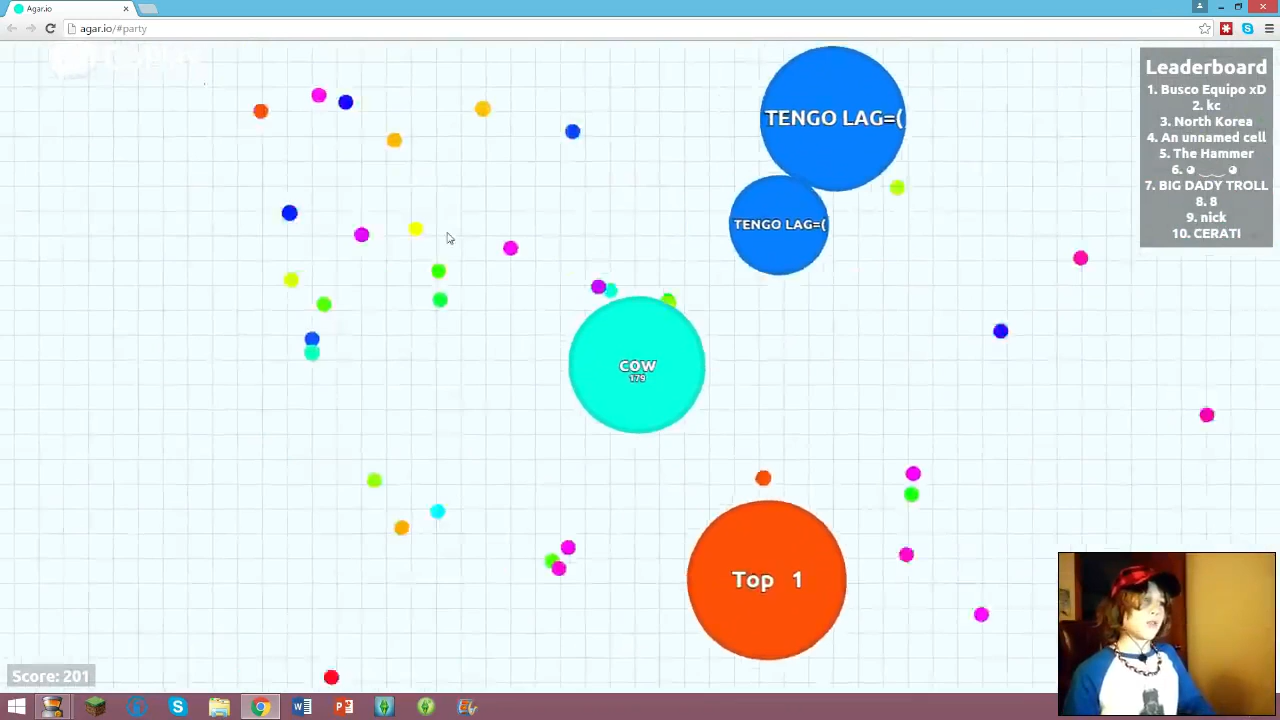 Agar.io
agar.io/#party
TENGO LAG=(
TENGO LAG=(
cow
179
Top 1
Leaderboard
1. Busco Equipo xD
2. kc
3. North Korea
4. An unnamed cell
5. The Hammer
6. ◕ ‿‿ ◕
7. BIG DADY TROLL
8. 8
9. nick
10. CERATI
Score: 201